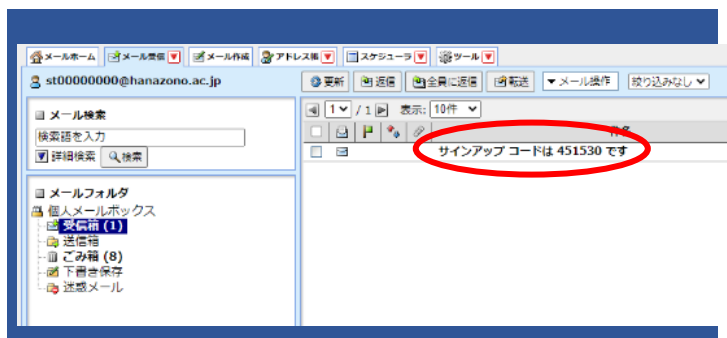 メールホーム メール受信 メール作成 アドレス帳 スケジューラ ツール
st00000000@hanazono.ac.jp
更新 返信 全員に返信 転送 ▼メール操作 絞り込みなし
メール検索
検索語を入力
詳細検索 検索
1 / 1 表示: 10件
件名
サインアップ コードは 451530 です
メールフォルダ
個人メールボックス
受信箱 (1)
送信箱
ごみ箱 (8)
下書き保存
迷惑メール